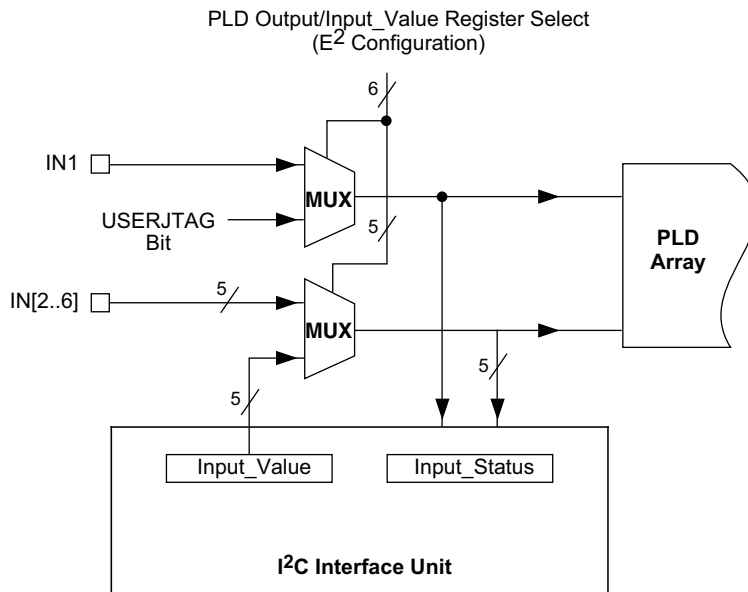 PLD Output/Input_Value Register Select
(E2 Configuration)
6
IN1
MUX
USERJTAG
Bit
5
PLD
Array
IN[2..6]
5
MUX
5
5
Input_Value
Input_Status
I2C Interface Unit